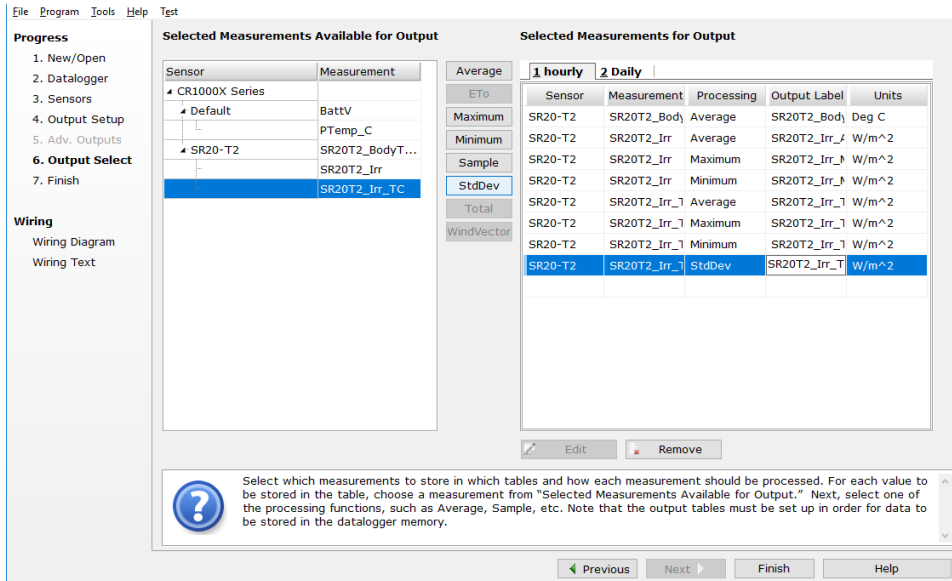 File Program Tools Help Test
Progress
1. New/Open
2. Datalogger
3. Sensors
4. Output Setup
5. Adv. Outputs
6. Output Select
7. Finish
Wiring
Wiring Diagram
Wiring Text
Selected Measurements Available for Output
Sensor Measurement
CR1000X Series
Default BattV
PTemp_C
SR20-T2 SR20T2_BodyT...
SR20T2_Irr
SR20T2_Irr_TC
Average
ETo
Maximum
Minimum
Sample
StdDev
Total
WindVector
Selected Measurements for Output
1 hourly 2 Daily
Sensor Measurement Processing Output Label Units
SR20-T2 SR20T2_Body Average SR20T2_Body Deg C
SR20-T2 SR20T2_Irr Average SR20T2_Irr_A W/m^2
SR20-T2 SR20T2_Irr Maximum SR20T2_Irr_M W/m^2
SR20-T2 SR20T2_Irr Minimum SR20T2_Irr_M W/m^2
SR20-T2 SR20T2_Irr_T Average SR20T2_Irr_T W/m^2
SR20-T2 SR20T2_Irr_T Maximum SR20T2_Irr_T W/m^2
SR20-T2 SR20T2_Irr_T Minimum SR20T2_Irr_T W/m^2
SR20-T2 SR20T2_Irr_T StdDev SR20T2_Irr_T W/m^2
Edit Remove
Select which measurements to store in which tables and how each measurement should be processed. For each value to
be stored in the table, choose a measurement from “Selected Measurements Available for Output.” Next, select one of
the processing functions, such as Average, Sample, etc. Note that the output tables must be set up in order for data to
be stored in the datalogger memory.
Previous Next Finish Help